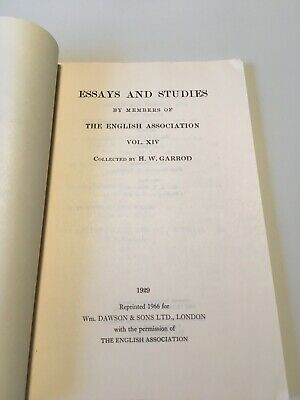 ESSAYS AND STUDIES
BY MEMBERS OF
THE ENGLISH ASSOCIATION
VOL. XIV
COLLECTED BY H. W. GARROD
1929
Reprinted 1966 for
Wm. DAWSON & SONS LTD., LONDON
with the permission of
THE ENGLISH ASSOCIATION